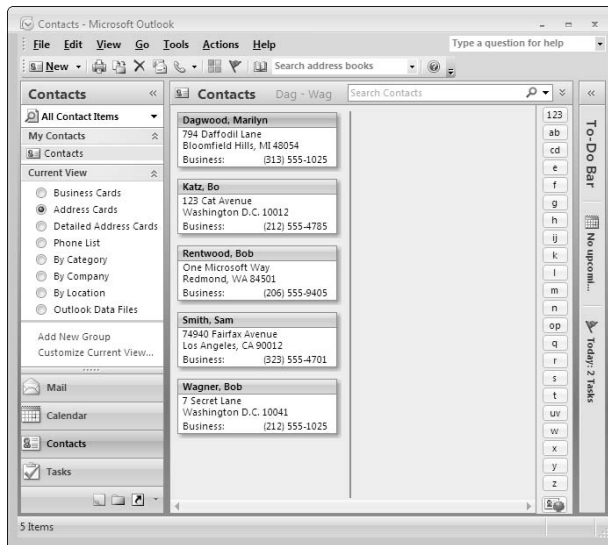 Contacts - Microsoft Outlook
File Edit View Go Tools Actions Help
Type a question for help
New
Search address books
Contacts
All Contact Items
My Contacts
Contacts
Current View
Business Cards
Address Cards
Detailed Address Cards
Phone List
By Category
By Company
By Location
Outlook Data Files
Add New Group
Customize Current View...
Mail
Calendar
Contacts
Tasks
5 Items
Contacts Dag - Wag
Search Contacts
Dagwood, Marilyn
794 Daffodil Lane
Bloomfield Hills, MI 48054
Business: (313) 555-1025
Katz, Bo
123 Cat Avenue
Washington D.C. 10012
Business: (212) 555-4785
Rentwood, Bob
One Microsoft Way
Redmond, WA 84501
Business: (206) 555-9405
Smith, Sam
74940 Fairfax Avenue
Los Angeles, CA 90012
Business: (323) 555-4701
Wagner, Bob
7 Secret Lane
Washington D.C. 10041
Business: (212) 555-1025
123
ab
cd
e
f
g
h
ij
k
l
m
n
op
q
r
s
t
uv
w
x
y
z
To-Do Bar
No upcomi...
Today: 2 Tasks